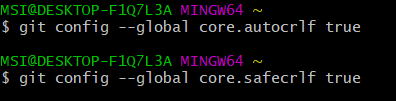 MSI@DESKTOP-F1Q7L3A MINGW64 ~
$ git config --global core.autocrlf true
MSI@DESKTOP-F1Q7L3A MINGW64 ~
$ git config --global core.safecrlf true